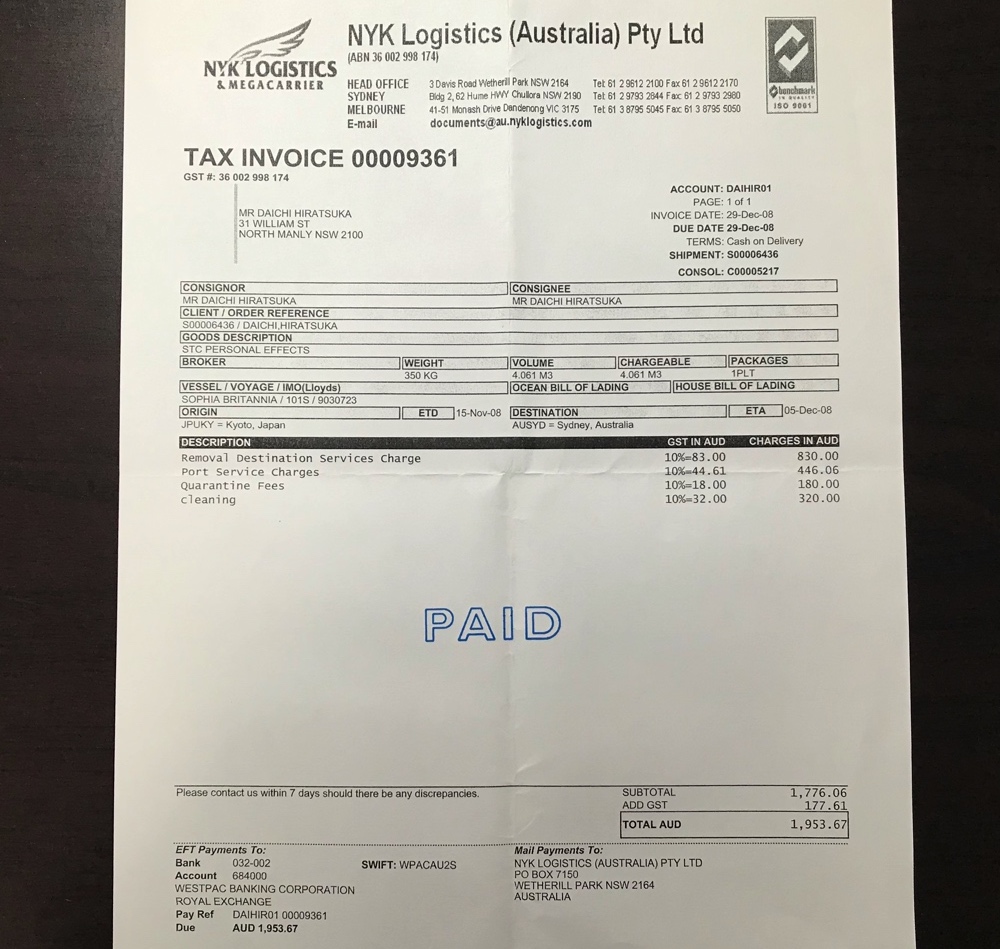 NYK LOGISTICS
& MEGACARRIER
NYK Logistics (Australia) Pty Ltd
(ABN 36 002 998 174)
HEAD OFFICE 3 Davis Road Wetherill Park NSW 2164 Tel: 61 2 9612 2100 Fax 61 2 9612 2170
SYDNEY Bldg 2, 62 Hume HWY Chullora NSW 2190 Tel: 61 2 9793 2844 Fax: 61 2 9793 2980
MELBOURNE 41-51 Monash Drive Dandenong VIC 3175 Tel: 61 3 8795 5045 Fax: 61 3 8795 5050
E-mail documents@au.nyklogistics.com
benchmark
IN QUALITY
ISO 9001
TAX INVOICE 00009361
GST #: 36 002 998 174
MR DAICHI HIRATSUKA
31 WILLIAM ST
NORTH MANLY NSW 2100
ACCOUNT: DAIHIR01
PAGE: 1 of 1
INVOICE DATE: 29-Dec-08
DUE DATE 29-Dec-08
TERMS: Cash on Delivery
SHIPMENT: S00006436
CONSOL: C00005217
CONSIGNOR CONSIGNEE
MR DAICHI HIRATSUKA MR DAICHI HIRATSUKA
CLIENT / ORDER REFERENCE
S00006436 / DAICHI,HIRATSUKA
GOODS DESCRIPTION
STC PERSONAL EFFECTS
BROKER WEIGHT VOLUME CHARGEABLE PACKAGES
350 KG 4.061 M3 4.061 M3 1PLT
VESSEL / VOYAGE / IMO(Lloyds) OCEAN BILL OF LADING HOUSE BILL OF LADING
SOPHIA BRITANNIA / 101S / 9030723
ORIGIN ETD 15-Nov-08 DESTINATION ETA 05-Dec-08
JPUKY = Kyoto, Japan AUSYD = Sydney, Australia
DESCRIPTION GST IN AUD CHARGES IN AUD
Removal Destination Services Charge 10%=83.00 830.00
Port Service Charges 10%=44.61 446.06
Quarantine Fees 10%=18.00 180.00
cleaning 10%=32.00 320.00
PAID
Please contact us within 7 days should there be any discrepancies.
SUBTOTAL 1,776.06
ADD GST 177.61
TOTAL AUD 1,953.67
EFT Payments To:
Bank 032-002 SWIFT: WPACAU2S
Account 684000
WESTPAC BANKING CORPORATION
ROYAL EXCHANGE
Pay Ref DAIHIR01 00009361
Due AUD 1,953.67
Mail Payments To:
NYK LOGISTICS (AUSTRALIA) PTY LTD
PO BOX 7150
WETHERILL PARK NSW 2164
AUSTRALIA